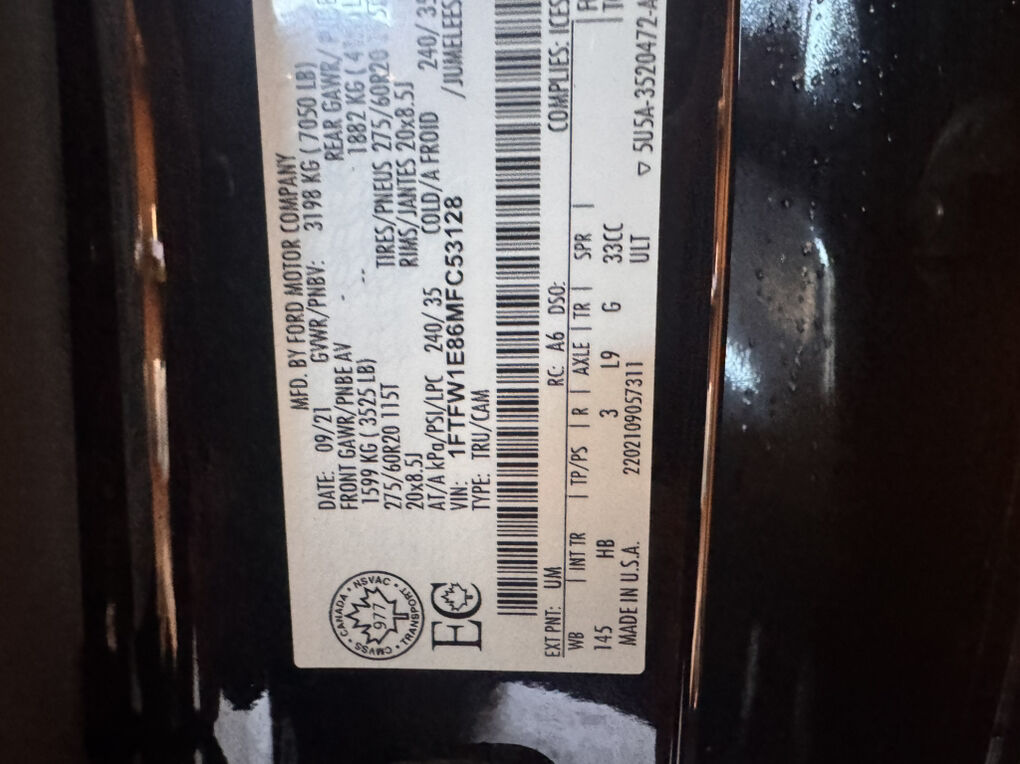 MFD. BY FORD MOTOR COMPANY
DATE: 09/21 GVWR/PNBV: 3198 KG ( 7050 LB)
FRONT GAWR/PNBE AV REAR GAWR/
1599 KG ( 3525 LB) 1882 KG (
275/60R20 115T TIRES/PNEUS 275/60R20
20x8.5J RIMS/JANTES 20x8.5J
AT/A kPa/PSI/LPC 240/ 35 COLD/A FROID 240/ 35
VIN: 1FTFW1E86MFC53128 /JUMELEES
TYPE: TRU/CAM
CANADA • NSVAC • TRANSPORT • CMVSS •
977
EC
COMPLIES: ICES
EXT PNT: UM RC: A6 DSO:
WB | INT TR | TP/PS | R | AXLE | TR | SPR |
145 HB 3 L9 G 33CC
MADE IN U.S.A. 2202109057311 ULT
▽ 5U5A-3520472-A